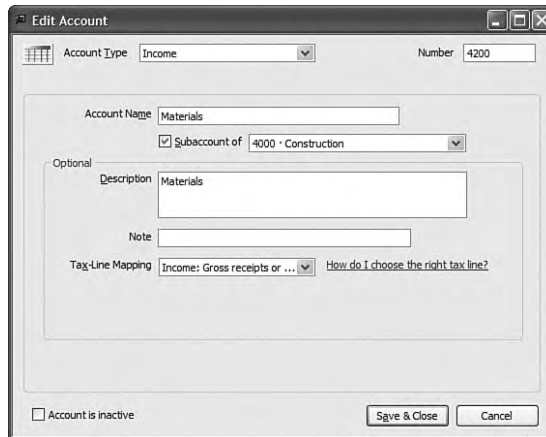 Edit Account
Account Type Income Number 4200
Account Name Materials
Subaccount of 4000 · Construction
Optional
Description Materials
Note
Tax-Line Mapping Income: Gross receipts or ... How do I choose the right tax line?
Account is inactive Save & Close Cancel